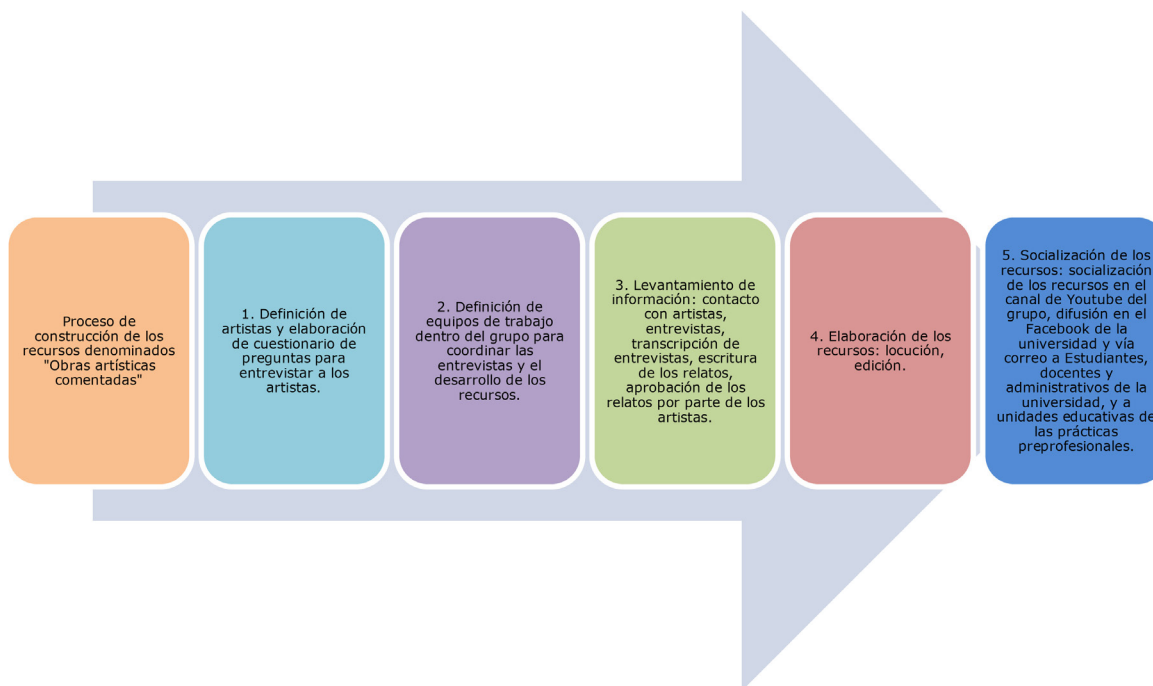 Proceso de
construcción de los
recursos denominados
"Obras artísticas
comentadas"
1. Definición de
artistas y elaboración
de cuestionario de
preguntas para
entrevistar a los
artistas.
2. Definición de
equipos de trabajo
dentro del grupo para
coordinar las
entrevistas y el
desarrollo de los
recursos.
3. Levantamiento de
información: contacto
con artistas,
entrevistas,
transcripción de
entrevistas, escritura
de los relatos,
aprobación de los
relatos por parte de los
artistas.
4. Elaboración de los
recursos: locución,
edición.
5. Socialización de los
recursos: socialización
de los recursos en el
canal de Youtube del
grupo, difusión en el
Facebook de la
universidad y vía
correo a Estudiantes,
docentes y
administrativos de la
universidad, y a
unidades educativas de
las prácticas
preprofesionales.